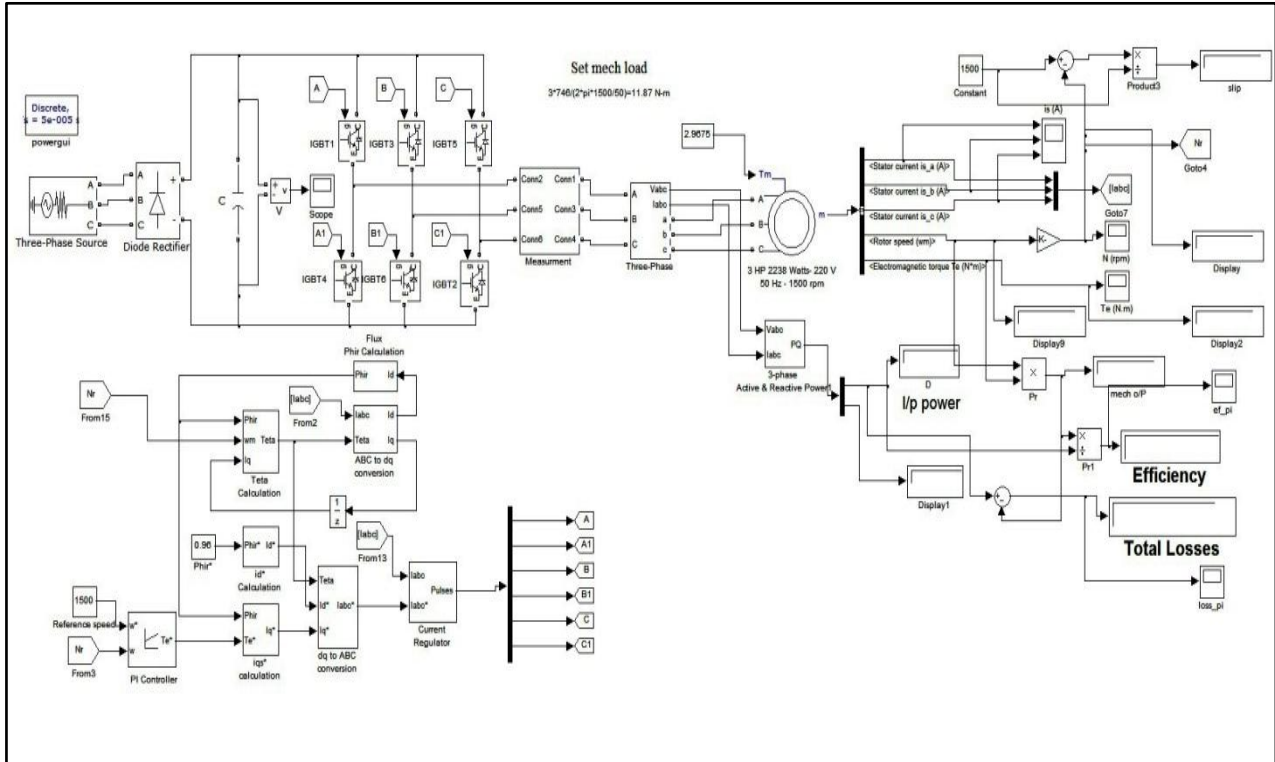 Discrete,
s = 5e-005
powergui
A
B
C
Three-Phase Source
A
B
C
+
-
Diode Rectifier
C
+
-
v
V
Scope
A
B
C
g
C
E
IGBT1
g
C
E
IGBT3
g
C
E
IGBT5
A1
B1
C1
g
C
E
IGBT4
g
C
E
IGBT6
g
C
E
IGBT2
Set mech load
3*746/(2*pi*1500/50)=11.87 N-m
Conn2
Conn1
Conn5
Conn3
Conn6
Conn4
Measurment
A
B
C
Vabc
Iabc
a
b
c
Three-Phase
2.9675
Tm
A
B
C
m
3 HP 2238 Watts- 220 V
50 Hz - 1500 rpm
<Stator current is_a (A)>
<Stator current is_b (A)>
<Stator current is_c (A)>
<Rotor speed (wm)>
<Electromagnetic torque Te (N*m)>
1500
Constant
+
-
×
÷
Product3
slip
is (A)
Nr
Goto4
[Iabc]
Goto7
K-
N (rpm)
Display
Te (N.m)
Display9
Display2
Vabc
Iabc
PQ
3-phase
Active & Reactive Power1
D
I/p power
×
Pr
mech o/P
ef_pi
×
÷
Pr1
Efficiency
Display1
+
-
Total Losses
loss_pi
Flux
Phir Calculation
Phir
Id
Nr
From15
[Iabc]
From2
Iabc
Id
Teta
Iq
ABC to dq
conversion
Phir
wm
Teta
Iq
Teta
Calculation
1
z
0.96
Phir*
Phir*
Id*
id*
Calculation
[Iabc]
From13
1500
Reference speed
Nr
From3
w*
w
Te*
PI Controller
Phir
Iq*
Te*
iqs*
calculation
Teta
Id*
Iabc*
Iq*
dq to ABC
conversion
Iabc
Pulses
Iabc*
Current
Regulator
A
A1
B
B1
C
C1